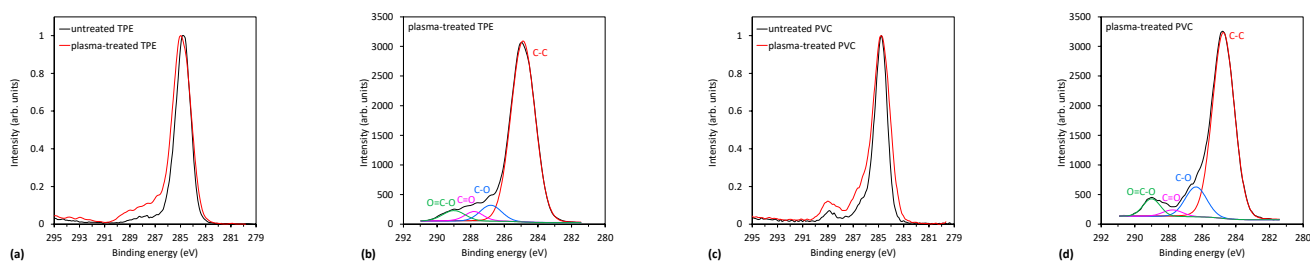 untreated TPE
plasma-treated TPE
Intensity (arb. units)
1
0.8
0.6
0.4
0.2
0
295 293 291 289 287 285 283 281 279
Binding energy (eV)
(a)
plasma-treated TPE
Intensity (arb. units)
3500
3000
2500
2000
1500
1000
500
0
C-C
O=C-O
C=O
C-O
292 290 288 286 284 282 280
Binding energy (eV)
(b)
untreated PVC
plasma-treated PVC
Intensity (arb. units)
1
0.8
0.6
0.4
0.2
0
295 293 291 289 287 285 283 281 279
Binding energy (eV)
(c)
plasma-treated PVC
Intensity (arb. units)
3500
3000
2500
2000
1500
1000
500
0
C-C
O=C-O
C=O
C-O
292 290 288 286 284 282 280
Binding energy (eV)
(d)